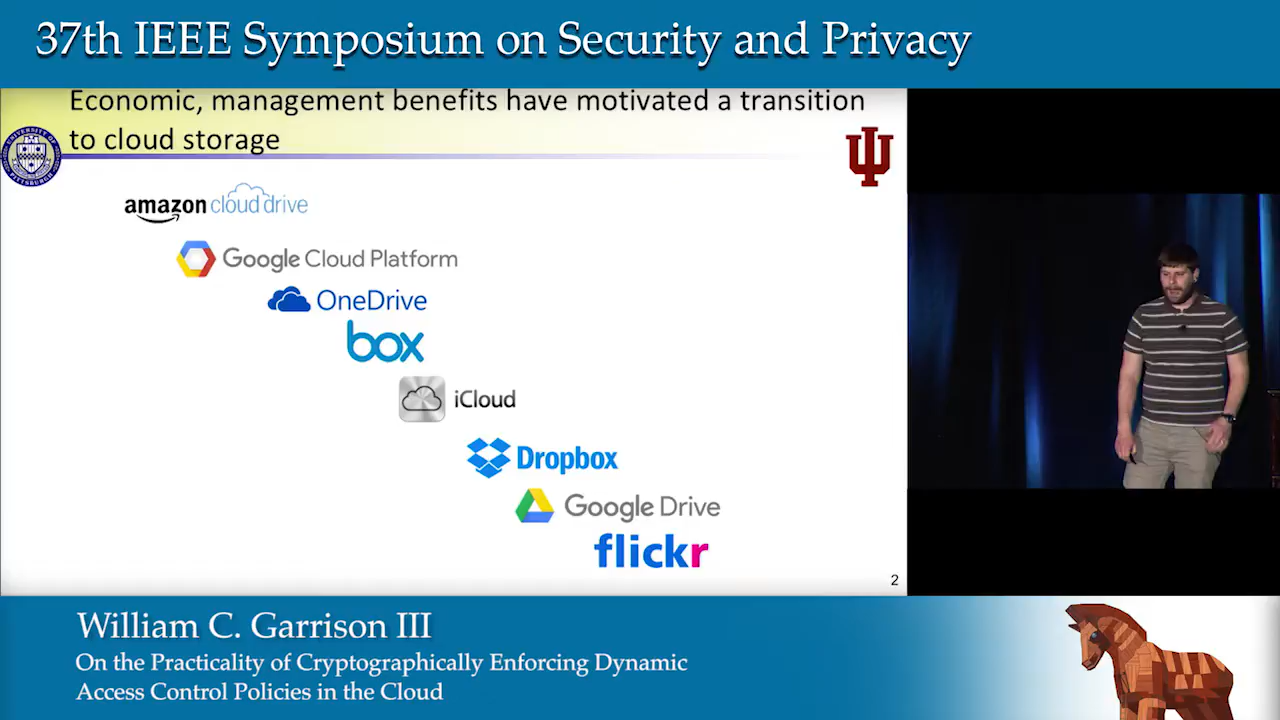 37th IEEE Symposium on Security and Privacy
Economic, management benefits have motivated a transition
to cloud storage
amazon cloud drive
Google Cloud Platform
OneDrive
box
iCloud
Dropbox
Google Drive
flickr
2
William C. Garrison III
On the Practicality of Cryptographically Enforcing Dynamic
Access Control Policies in the Cloud